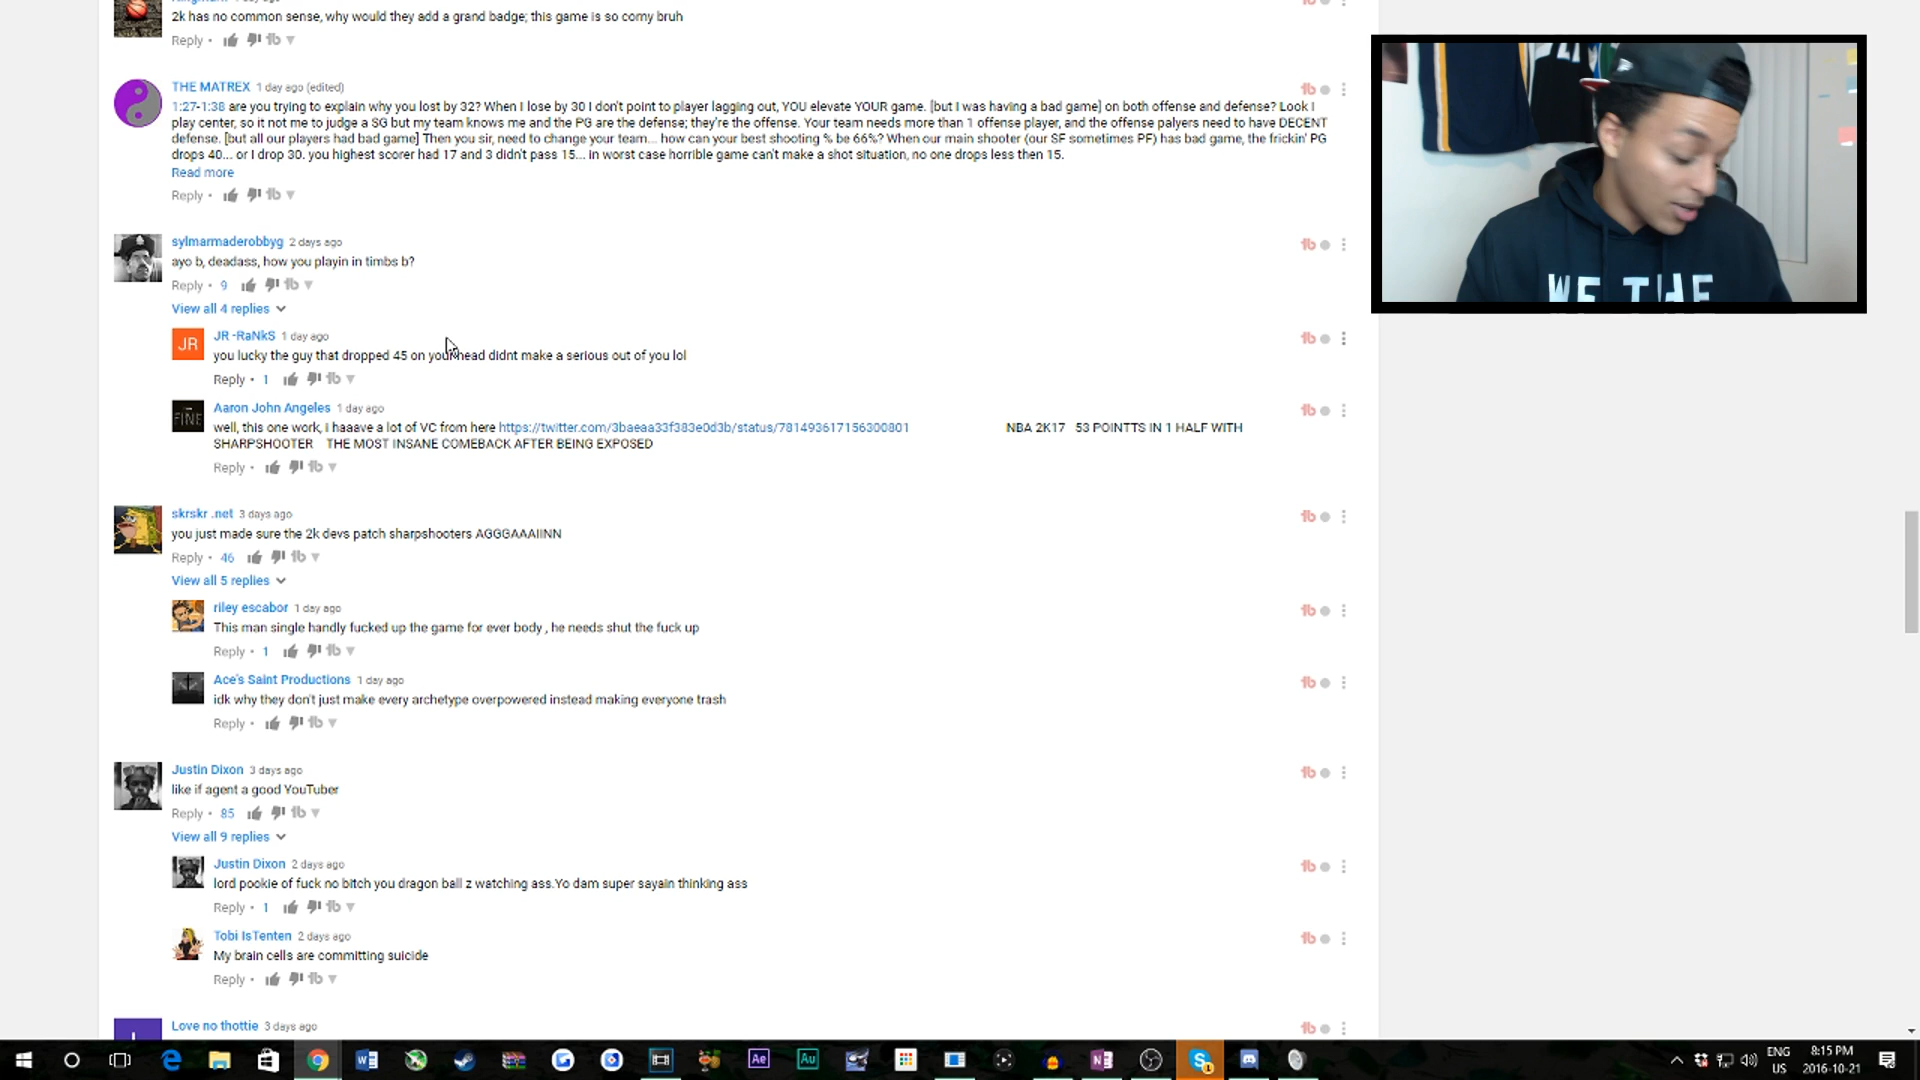 2k has no common sense, why would they add a grand badge; this game is so corny bruh
Reply
THE MATREX 1 day ago (edited)
1:27-1:38 are you trying to explain why you lost by 32? When I lose by 30 I don't point to player lagging out, YOU elevate YOUR game. [but I was having a bad game] on both offense and defense? Look I
play center, so it not me to judge a SG but my team knows me and the PG are the defense; they're the offense. Your team needs more than 1 offense player, and the offense palyers need to have DECENT
defense. [but all our players had bad game] Then you sir, need to change your team... how can your best shooting % be 66%? When our main shooter (our SF sometimes PF) has bad game, the frickin' PG
drops 40... or I drop 30. you highest scorer had 17 and 3 didn't pass 15... in worst case horrible game can't make a shot situation, no one drops less then 15.
Read more
Reply
sylmarmaderobbyg 2 days ago
ayo b, deadass, how you playin in timbs b?
Reply • 9
View all 4 replies
JR
JR -RaNkS 1 day ago
you lucky the guy that dropped 45 on your head didnt make a serious out of you lol
Reply • 1
FINE
Aaron John Angeles 1 day ago
well, this one work, i haaave a lot of VC from here https://twitter.com/3baeaa33f383e0d3b/status/781493617156300801 NBA 2K17 53 POINTTS IN 1 HALF WITH
SHARPSHOOTER THE MOST INSANE COMEBACK AFTER BEING EXPOSED
Reply
skrskr .net 3 days ago
you just made sure the 2k devs patch sharpshooters AGGGAAAIIINN
Reply • 46
View all 5 replies
riley escabor 1 day ago
This man single handly fucked up the game for ever body , he needs shut the fuck up
Reply • 1
Ace's Saint Productions 1 day ago
idk why they don't just make every archetype overpowered instead making everyone trash
Reply
Justin Dixon 3 days ago
like if agent a good YouTuber
Reply • 85
View all 9 replies
Justin Dixon 2 days ago
lord pookie of fuck no bitch you dragon ball z watching ass.Yo dam super sayain thinking ass
Reply • 1
Tobi IsTenten 2 days ago
My brain cells are committing suicide
Reply
Love no thottie 3 days ago
WE THE
ENG
US
8:15 PM
2016-10-21